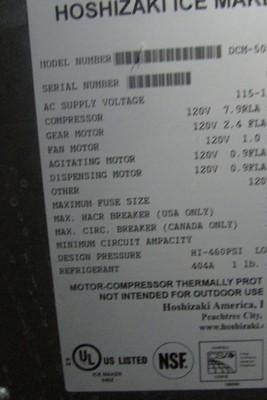 HOSHIZAKI ICE MAKE
MODEL NUMBER DCM-50
SERIAL NUMBER
AC SUPPLY VOLTAGE 115-1
COMPRESSOR 120V 7.9RLA
GEAR MOTOR 120V 2.4 FLA
FAN MOTOR 120V 1.0
AGITATING MOTOR 120V 0.9FLA
DISPENSING MOTOR 120V 0.9FLA
OTHER 120
MAXIMUM FUSE SIZE
MAX. HACR BREAKER (USA ONLY)
MAX. CIRC. BREAKER (CANADA ONLY)
MINIMUM CIRCUIT AMPACITY
DESIGN PRESSURE HI-460PSI LO
REFRIGERANT 404A 1 lb.
MOTOR-COMPRESSOR THERMALLY PROT
NOT INTENDED FOR OUTDOOR USE
Hoshizaki America, I
Peachtree City,
www.hoshizaki
UL US LISTED NSF
ICE MAKER